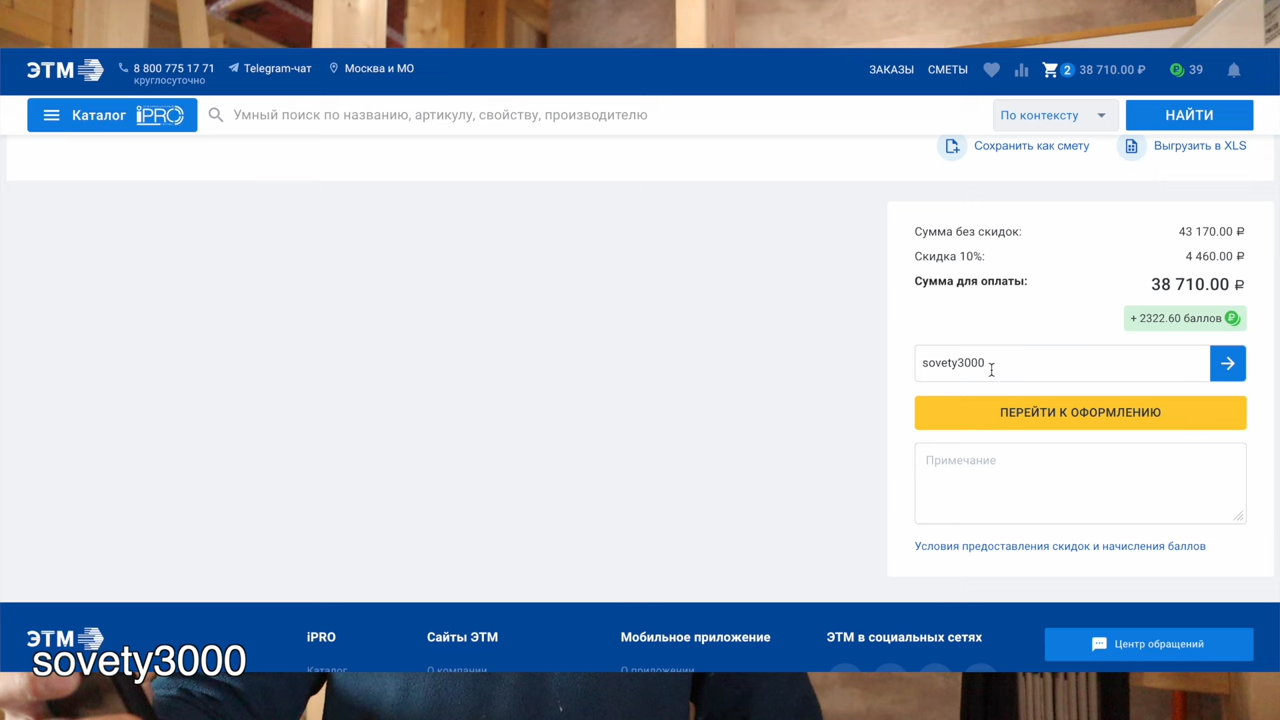 ЭТМ
8 800 775 17 71
круглосуточно
Telegram-чат
Москва и МО
ЗАКАЗЫ
СМЕТЫ
2
38 710.00 ₽
39
Каталог iPRO
Умный поиск по названию, артикулу, свойству, производителю
По контексту
НАЙТИ
Сохранить как смету
Выгрузить в XLS
Сумма без скидок: 43 170.00 ₽
Скидка 10%: 4 460.00 ₽
Сумма для оплаты: 38 710.00 ₽
+ 2322.60 баллов
sovety3000
ПЕРЕЙТИ К ОФОРМЛЕНИЮ
Примечание
Условия предоставления скидок и начисления баллов
ЭТМ
iPRO
Сайты ЭТМ
Мобильное приложение
ЭТМ в социальных сетях
Центр обращений
Каталог
О компании
О приложении
sovety3000